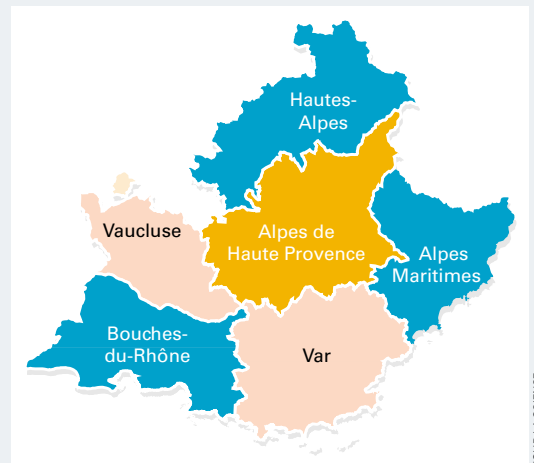 Hautes-
Alpes
Vaucluse
Alpes de
Haute Provence
Alpes
Maritimes
Bouches-
du-Rhône
Var